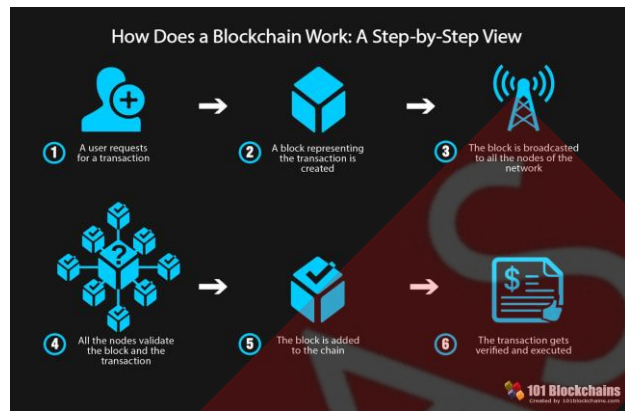 How Does a Blockchain Work: A Step-by-Step View
1 A user requests
for a transaction
2 A block representing
the transaction is
created
3 The block is broadcasted
to all the nodes of the
network
?
4 All the nodes validate
the block and the
transaction
5 The block is added
to the chain
$
6 The transaction gets
verified and executed
101 Blockchains
Created by 101blockchains.com